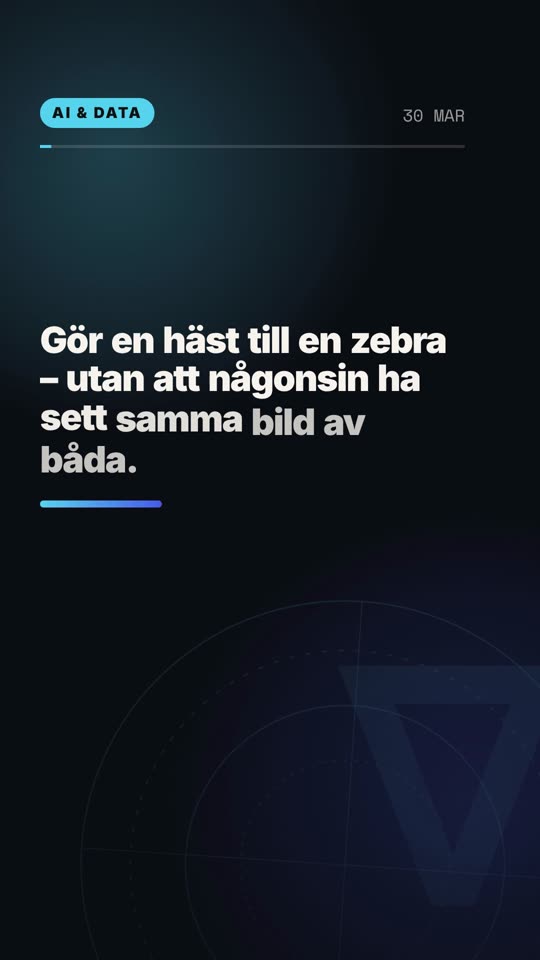 AI & DATA
30 MAR
Gör en häst till en zebra
– utan att någonsin ha
sett samma bild av
båda.